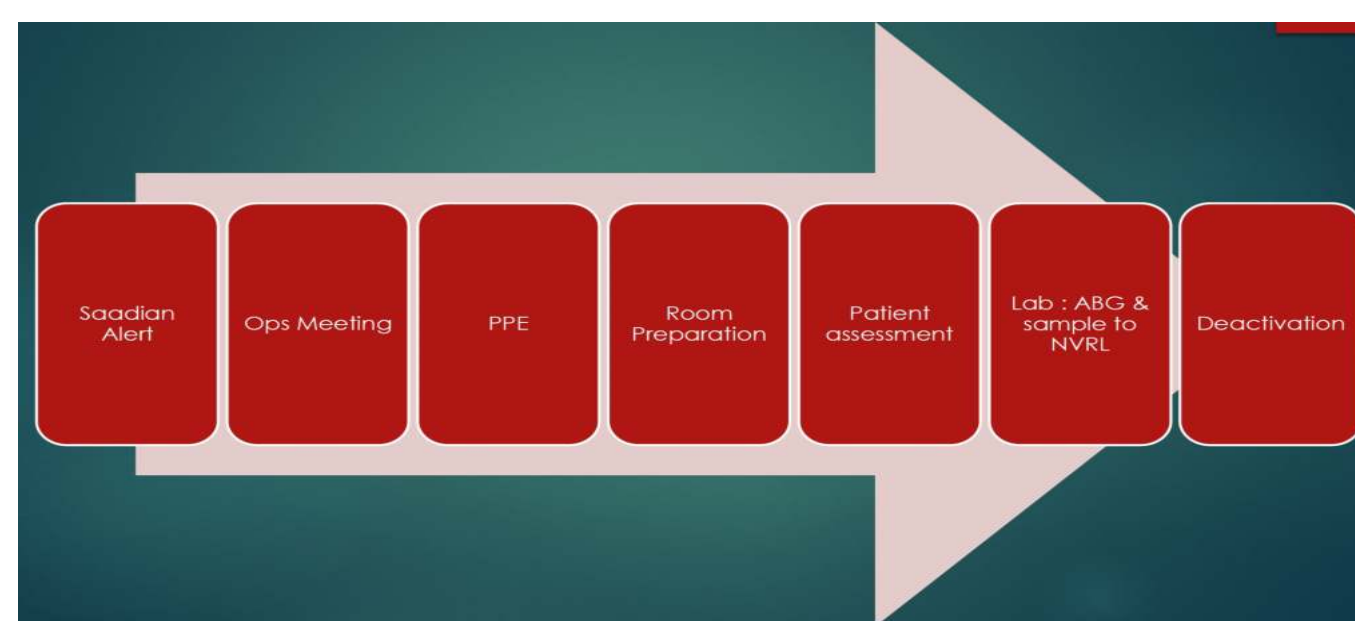 Saadian
Alert
Ops Meeting
PPE
Room
Preparation
Patient
assessment
Lab : ABG &
sample to
NVRL
Deactivation